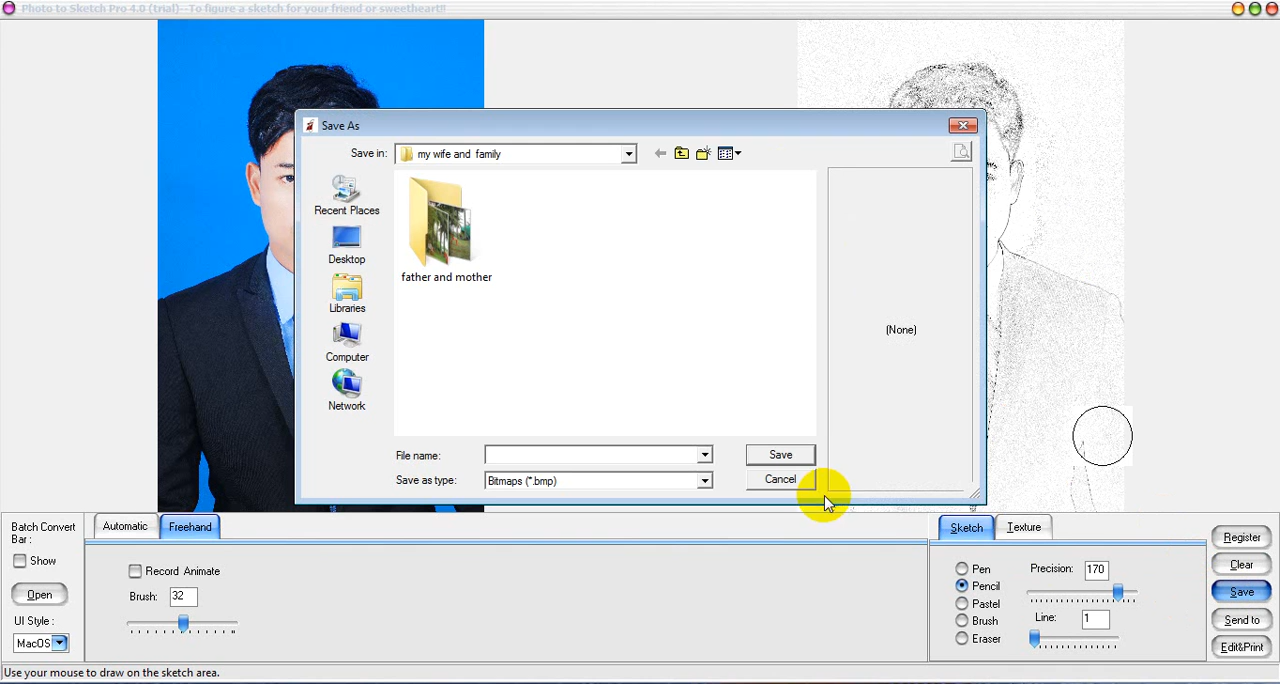 Photo to Sketch Pro 4.0 (trial)--To figure a sketch for your friend or sweetheart!!
Save As
Save in:
my wife and family
Recent Places
Desktop
Libraries
Computer
Network
father and mother
(None)
File name:
Save
Save as type:
Bitmaps (*.bmp)
Cancel
Batch Convert
Bar :
Show
Open
UI Style :
MacOS
Automatic
Freehand
Record Animate
Brush:
32
Sketch
Texture
Pen
Pencil
Pastel
Brush
Eraser
Precision:
170
Line:
1
Register
Clear
Save
Send to
Edit&Print
Use your mouse to draw on the sketch area.